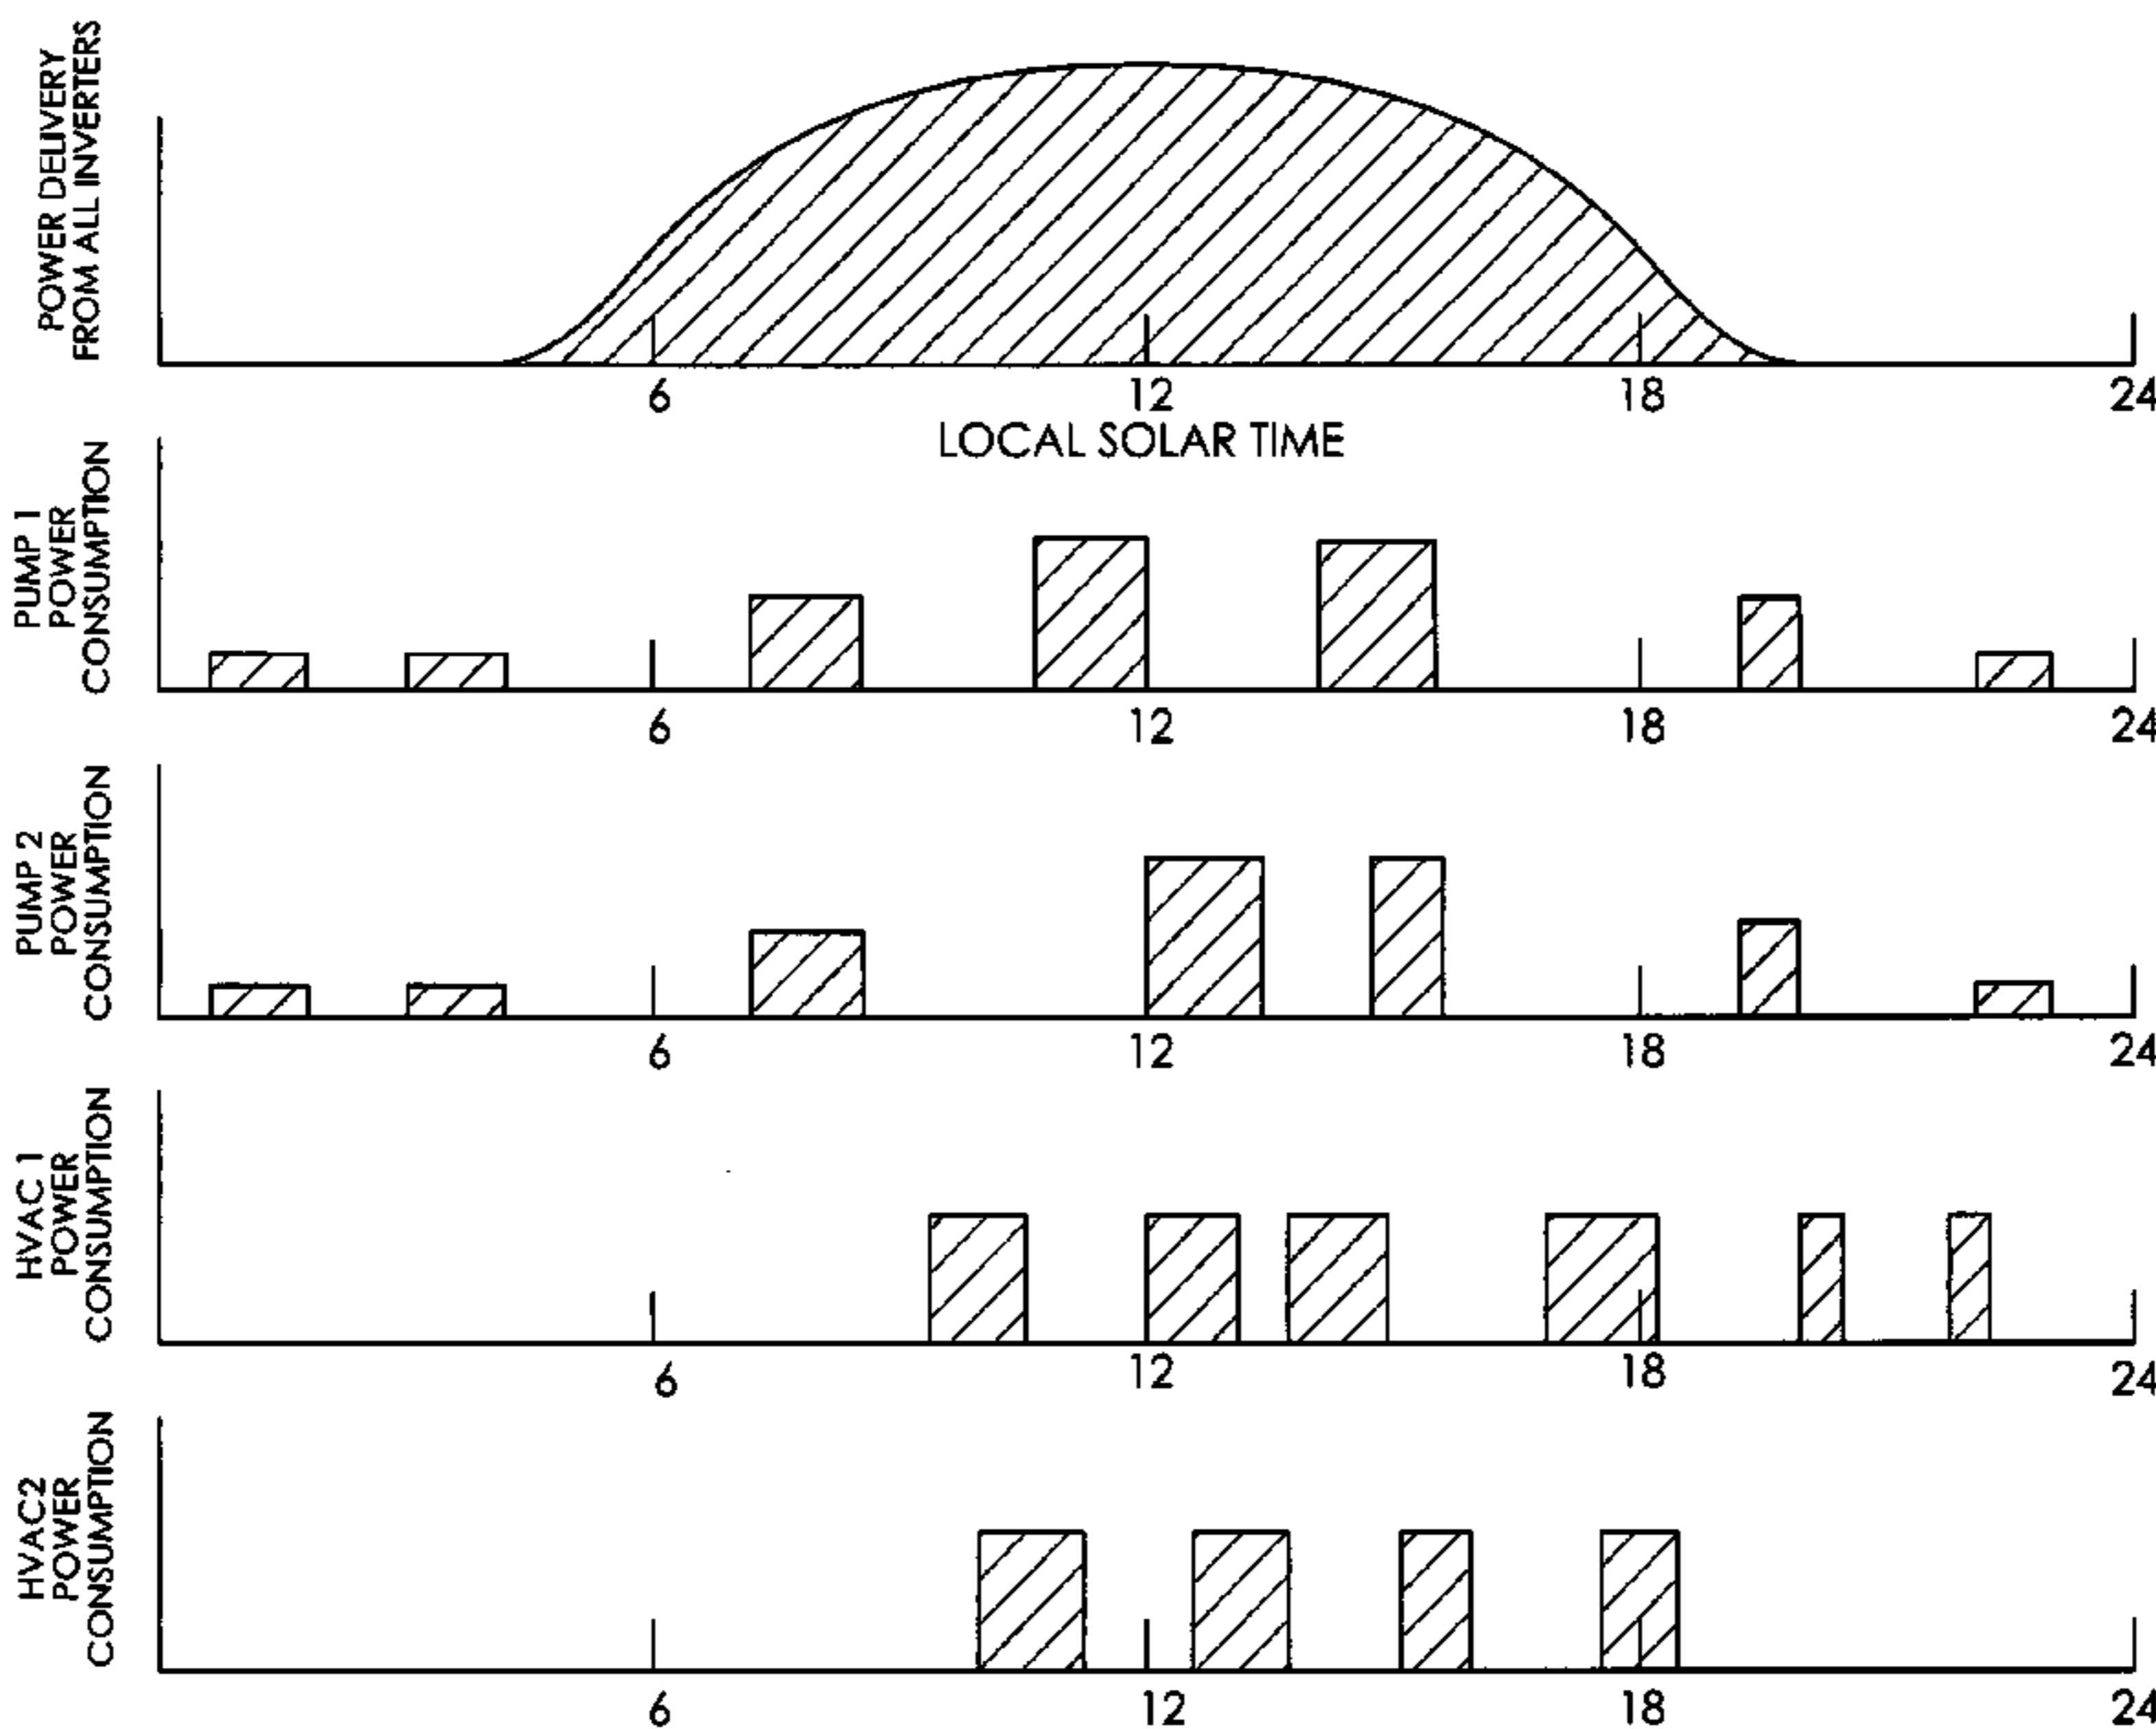 POWER DELIVERY
FROM ALL INVERTERS
6 12 18 24
LOCAL SOLAR TIME
PUMP 1
POWER
CONSUMPTION
6 12 18 24
PUMP 2
POWER
CONSUMPTION
6 12 18 24
HVAC 1
POWER
CONSUMPTION
6 12 18 24
HVAC2
POWER
CONSUMPTION
6 12 18 24